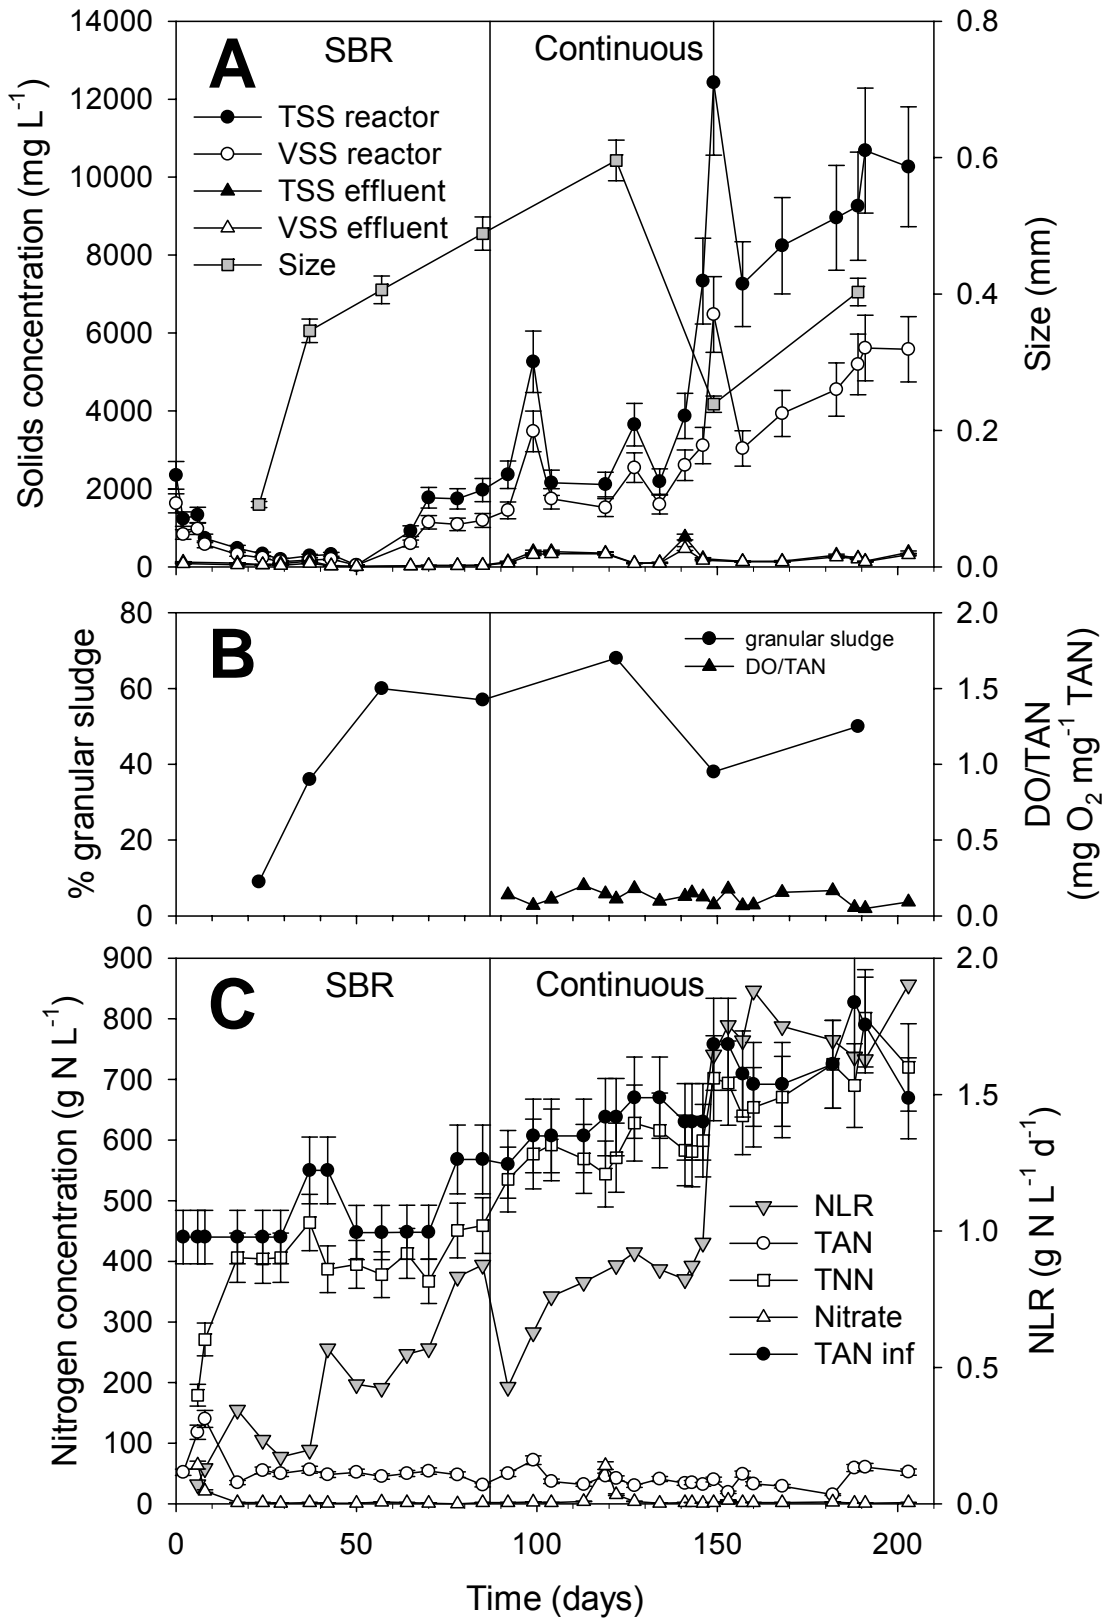 14000
12000
10000
8000
6000
4000
2000
0
Solids concentration (mg L⁻¹)
A
SBR
Continuous
TSS reactor
VSS reactor
TSS effluent
VSS effluent
Size
0.8
0.6
0.4
0.2
0.0
Size (mm)
80
60
40
20
0
% granular sludge
B
granular sludge
DO/TAN
2.0
1.5
1.0
0.5
0.0
DO/TAN
(mg O₂ mg⁻¹ TAN)
900
800
700
600
500
400
300
200
100
0
Nitrogen concentration (g N L⁻¹)
C
SBR
Continuous
NLR
TAN
TNN
Nitrate
TAN inf
2.0
1.5
1.0
0.5
0.0
NLR (g N L⁻¹ d⁻¹)
0 50 100 150 200
Time (days)